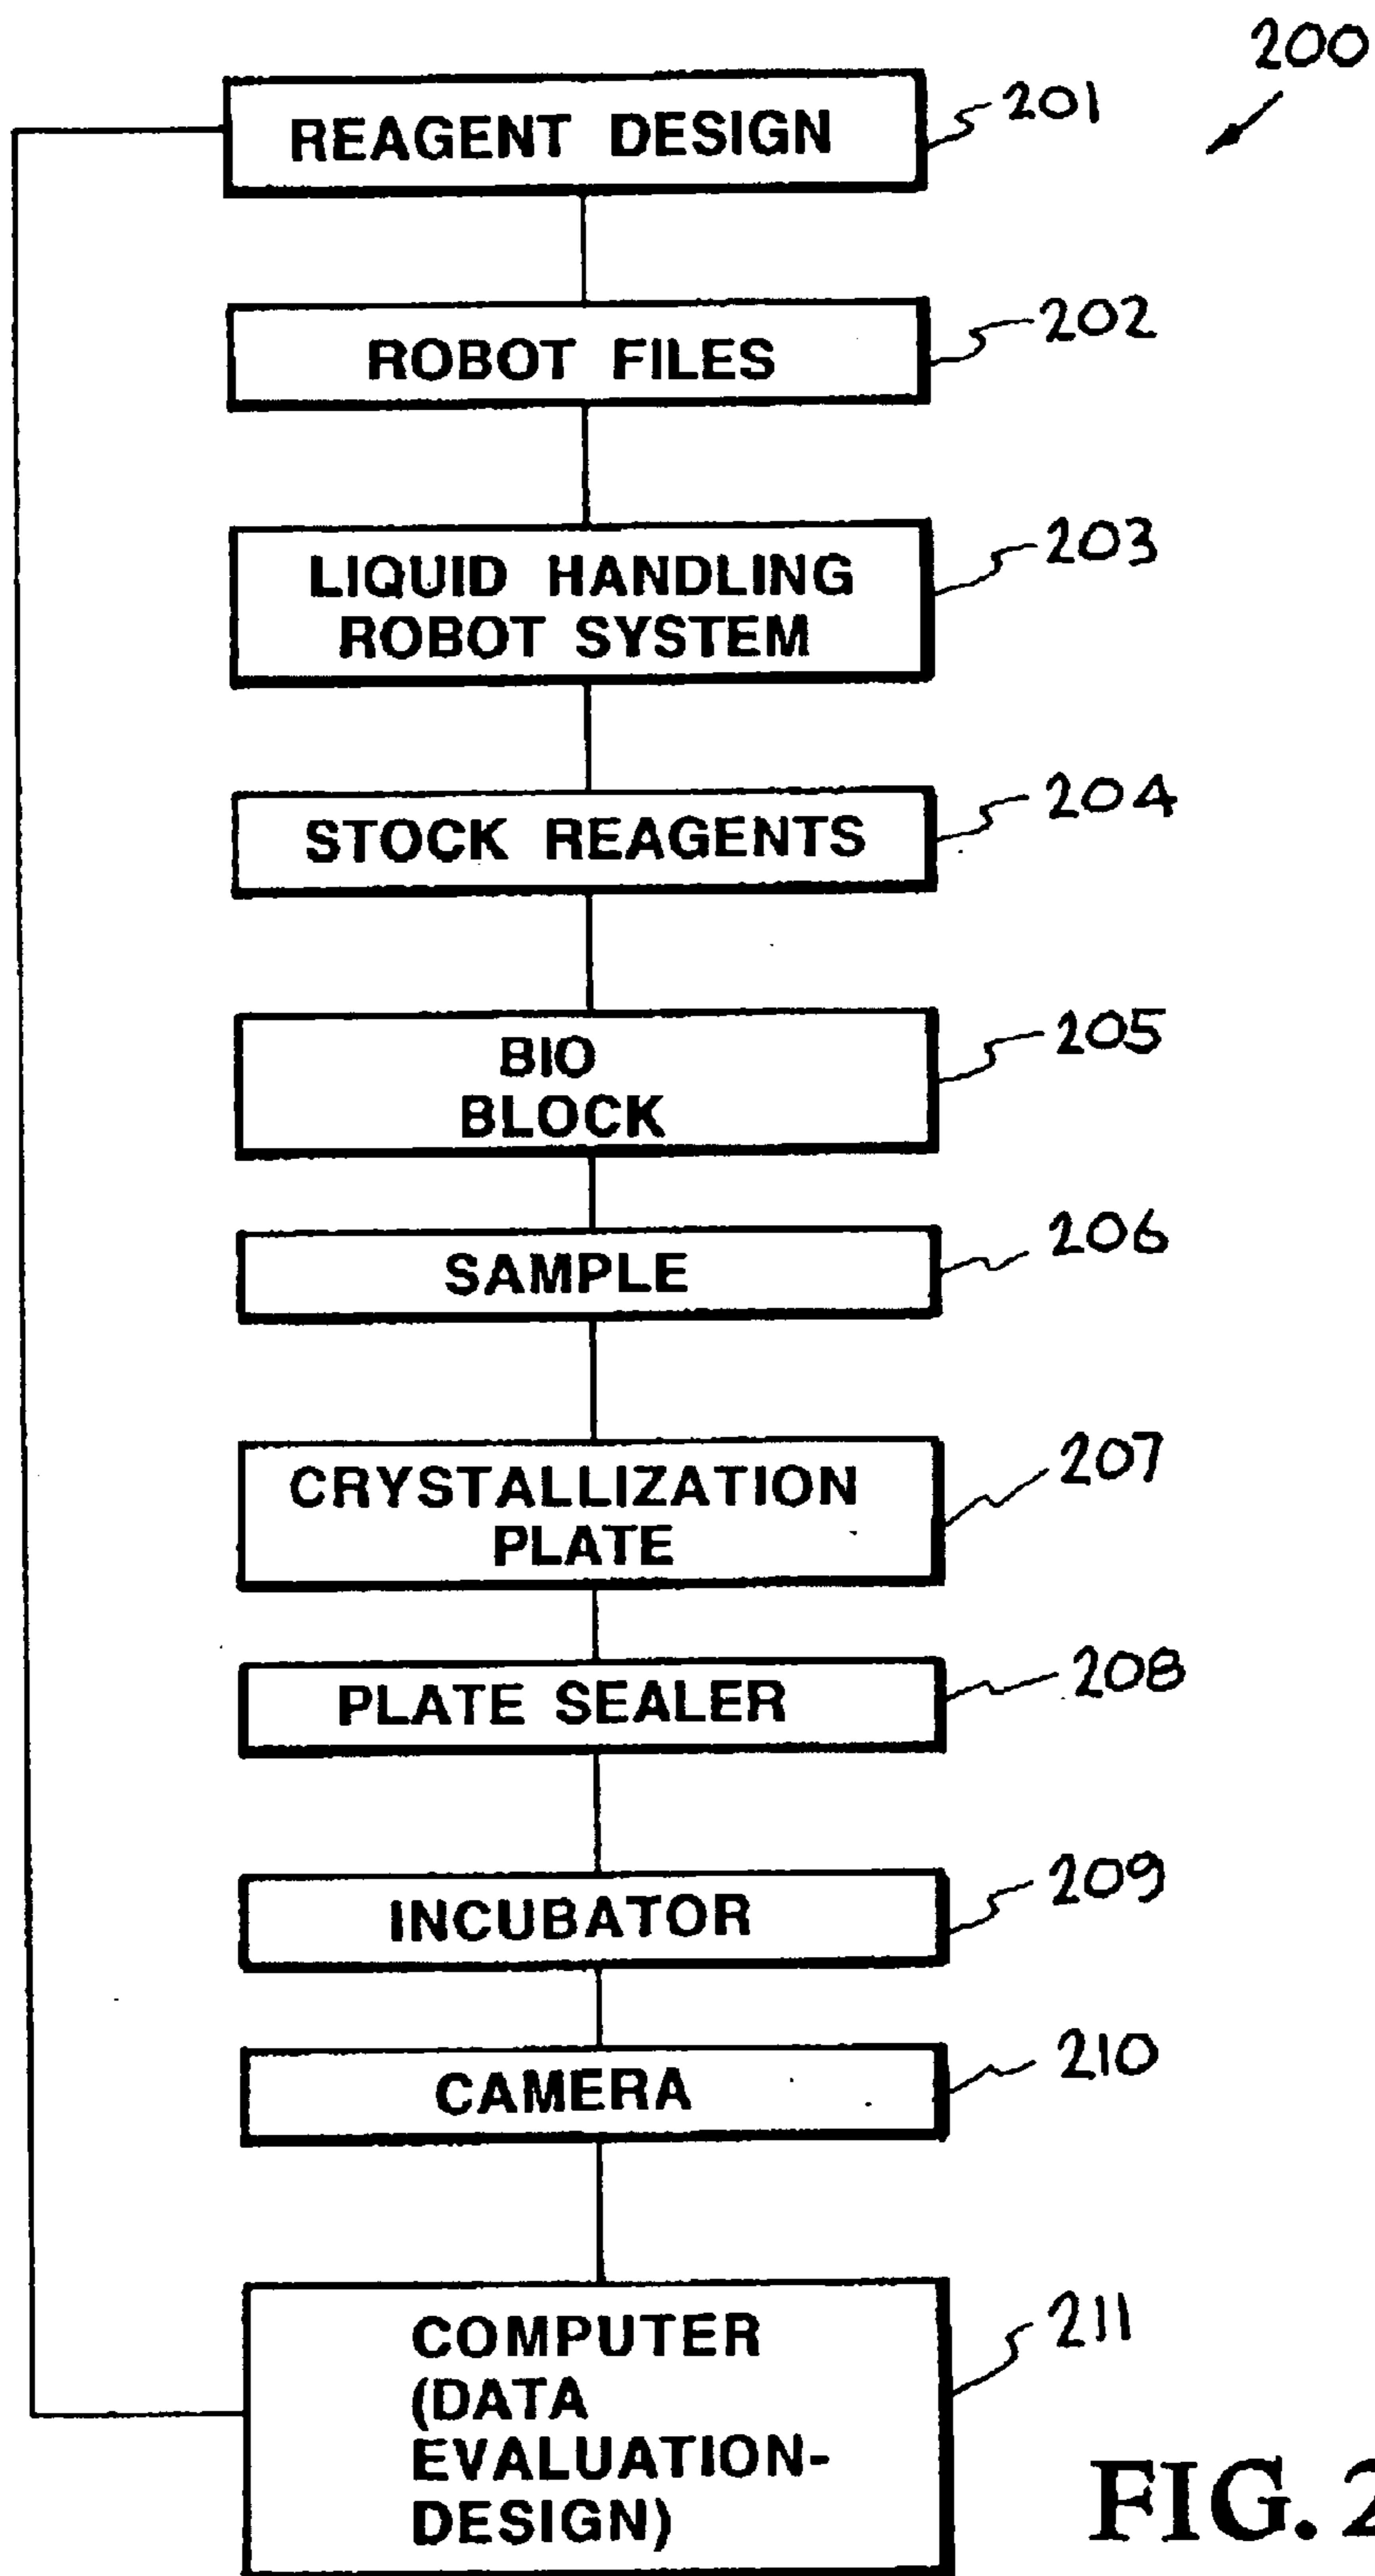 200
REAGENT DESIGN
201
ROBOT FILES
202
LIQUID HANDLING
ROBOT SYSTEM
203
STOCK REAGENTS
204
BIO
BLOCK
205
SAMPLE
206
CRYSTALLIZATION
PLATE
207
PLATE SEALER
208
INCUBATOR
209
CAMERA
210
COMPUTER
(DATA
EVALUATION-
DESIGN)
211
FIG. 2